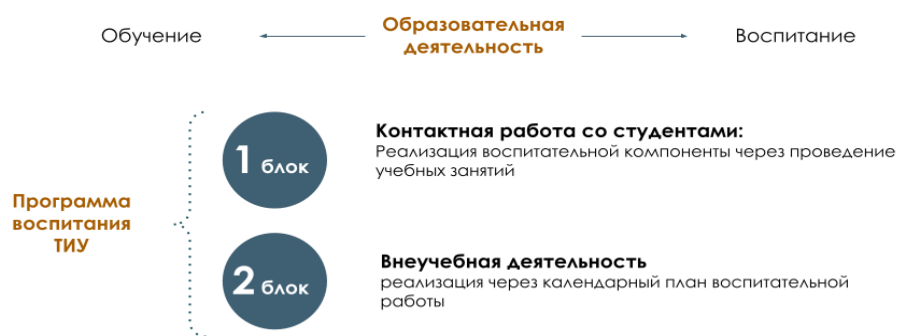 Обучение
Образовательная
деятельность
Воспитание
Программа
воспитания
ТИУ
1 блок
Контактная работа со студентами:
Реализация воспитательной компоненты через проведение
учебных занятий
2 блок
Внеучебная деятельность
реализация через календарный план воспитательной
работы